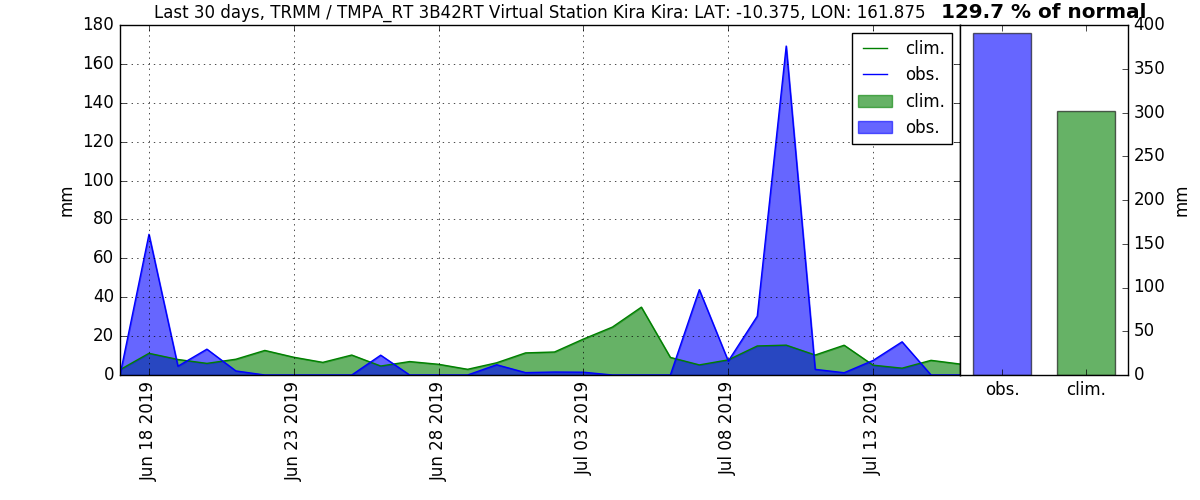 Last 30 days, TRMM / TMPA_RT 3B42RT Virtual Station Kira Kira: LAT: -10.375, LON: 161.875 129.7 % of normal
180
160
140
120
100
80
60
40
20
0
mm
clim.
obs.
clim.
obs.
400
350
300
250
200
150
100
50
0
mm
obs. clim.
Jun 18 2019
Jun 23 2019
Jun 28 2019
Jul 03 2019
Jul 08 2019
Jul 13 2019